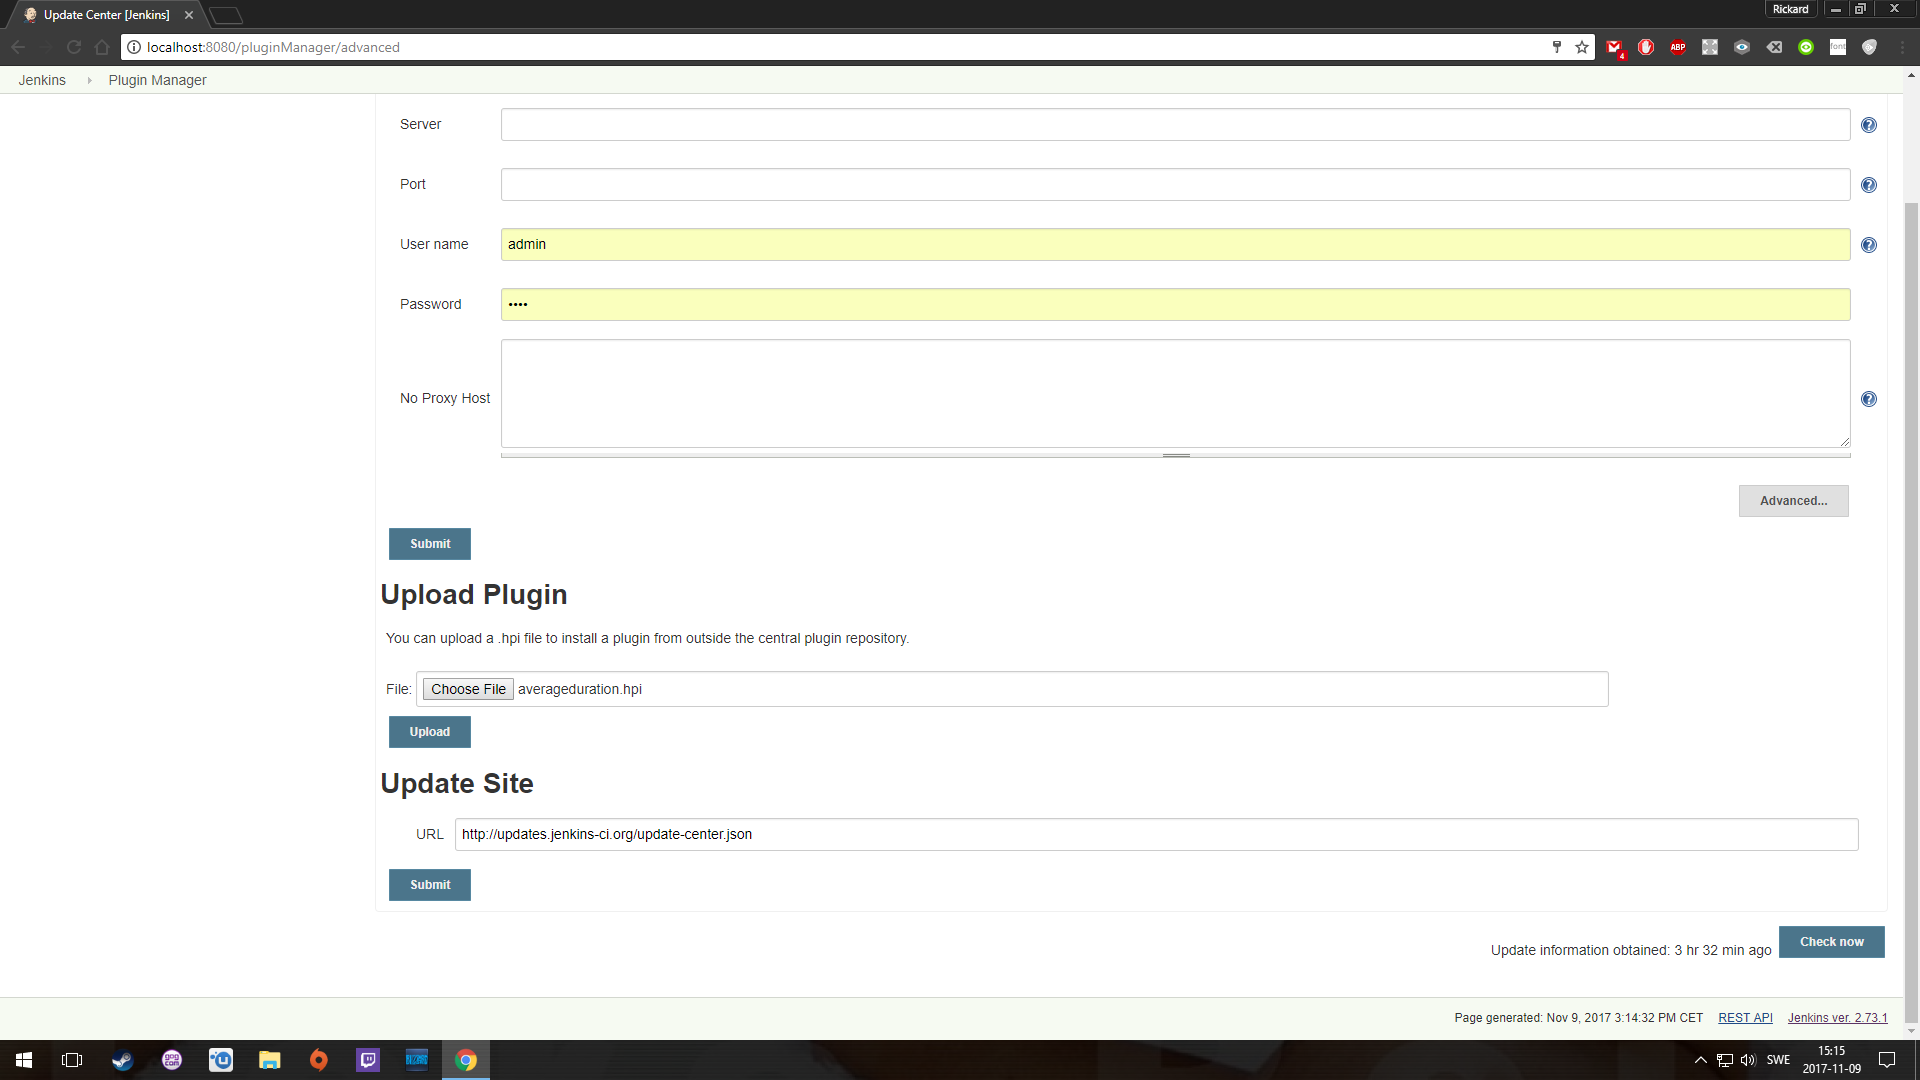 Update Center [Jenkins]
Rickard
localhost:8080/pluginManager/advanced
4
ABP
font
Jenkins
Plugin Manager
Server
Port
User name
admin
Password
••••
No Proxy Host
Advanced...
Submit
Upload Plugin
You can upload a .hpi file to install a plugin from outside the central plugin repository.
File: Choose File averageduration.hpi
Upload
Update Site
URL http://updates.jenkins-ci.org/update-center.json
Submit
Update information obtained: 3 hr 32 min ago
Check now
Page generated: Nov 9, 2017 3:14:32 PM CET REST API Jenkins ver. 2.73.1
gog
com
SWE
15:15
2017-11-09